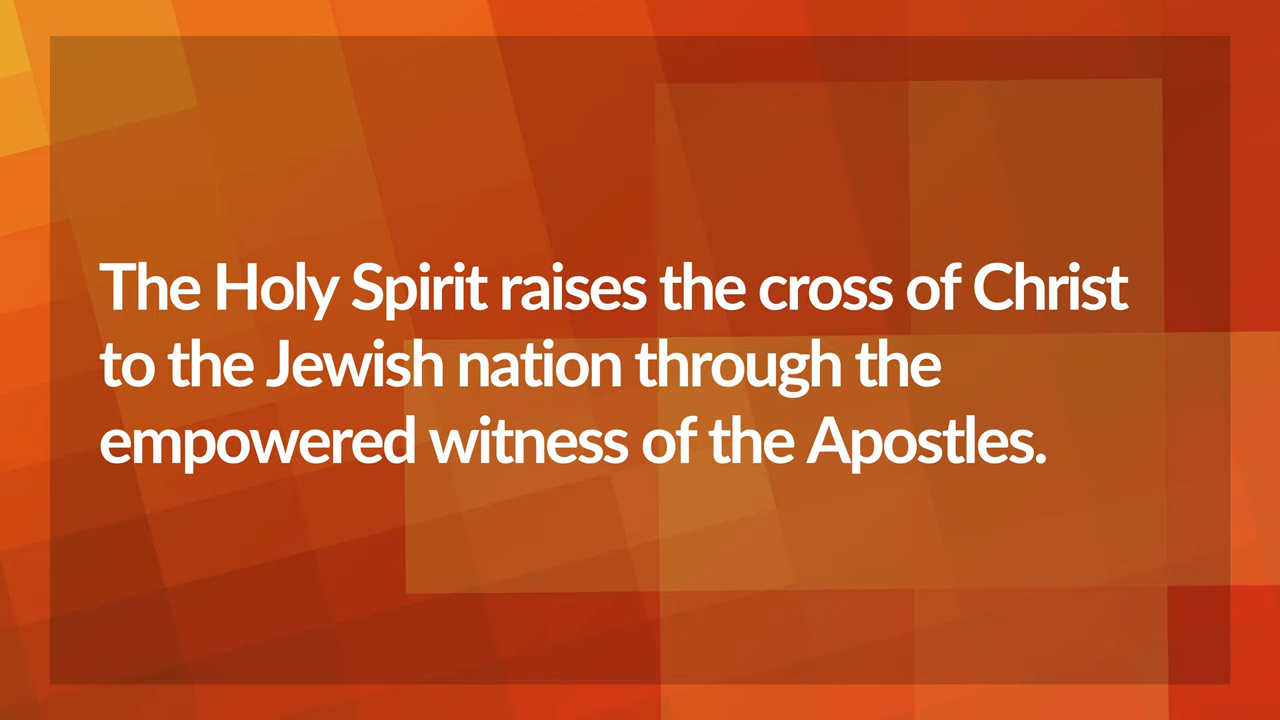 The Holy Spirit raises the cross of Christ
to the Jewish nation through the
empowered witness of the Apostles.